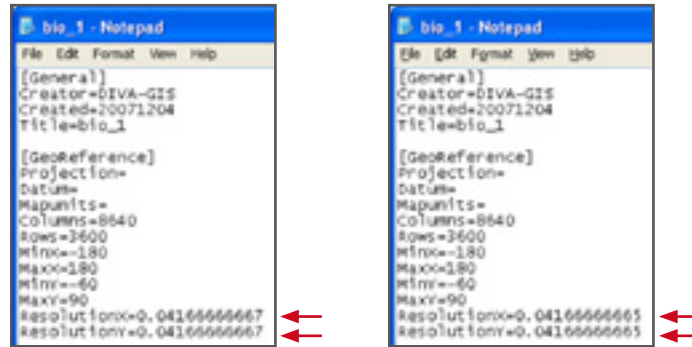 bio_1 - Notepad
File Edit Format View Help
[General]
Creator=DIVA-GIS
Created=20071204
Title=bio_1
[GeoReference]
Projection=
Datum=
Mapunits=
Columns=8640
Rows=3600
MinX=-180
MaxX=180
MinY=-60
MaxY=90
ResolutionX=0.04166666667
ResolutionY=0.04166666667
bio_1 - Notepad
File Edit Format View Help
[General]
Creator=DIVA-GIS
Created=20071204
Title=bio_1
[GeoReference]
Projection=
Datum=
Mapunits=
Columns=8640
Rows=3600
MinX=-180
MaxX=180
MinY=-60
MaxY=90
ResolutionX=0.04166666665
ResolutionY=0.04166666665